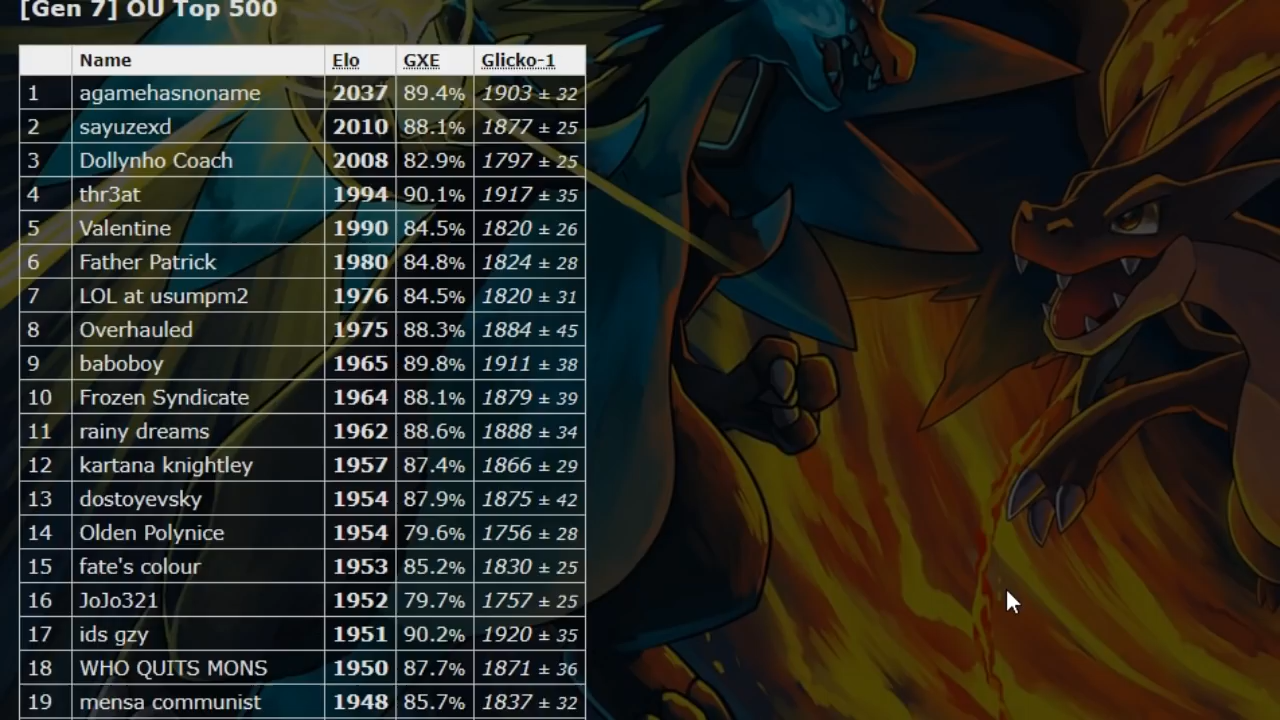 [Gen 7] OU Top 500
Name Elo GXE Glicko-1
1 agamehasnoname 2037 89.4% 1903 ± 32
2 sayuzexd 2010 88.1% 1877 ± 25
3 Dollynho Coach 2008 82.9% 1797 ± 25
4 thr3at 1994 90.1% 1917 ± 35
5 Valentine 1990 84.5% 1820 ± 26
6 Father Patrick 1980 84.8% 1824 ± 28
7 LOL at usumpm2 1976 84.5% 1820 ± 31
8 Overhauled 1975 88.3% 1884 ± 45
9 baboboy 1965 89.8% 1911 ± 38
10 Frozen Syndicate 1964 88.1% 1879 ± 39
11 rainy dreams 1962 88.6% 1888 ± 34
12 kartana knightley 1957 87.4% 1866 ± 29
13 dostoyevsky 1954 87.9% 1875 ± 42
14 Olden Polynice 1954 79.6% 1756 ± 28
15 fate's colour 1953 85.2% 1830 ± 25
16 JoJo321 1952 79.7% 1757 ± 25
17 ids gzy 1951 90.2% 1920 ± 35
18 WHO QUITS MONS 1950 87.7% 1871 ± 36
19 mensa communist 1948 85.7% 1837 ± 32